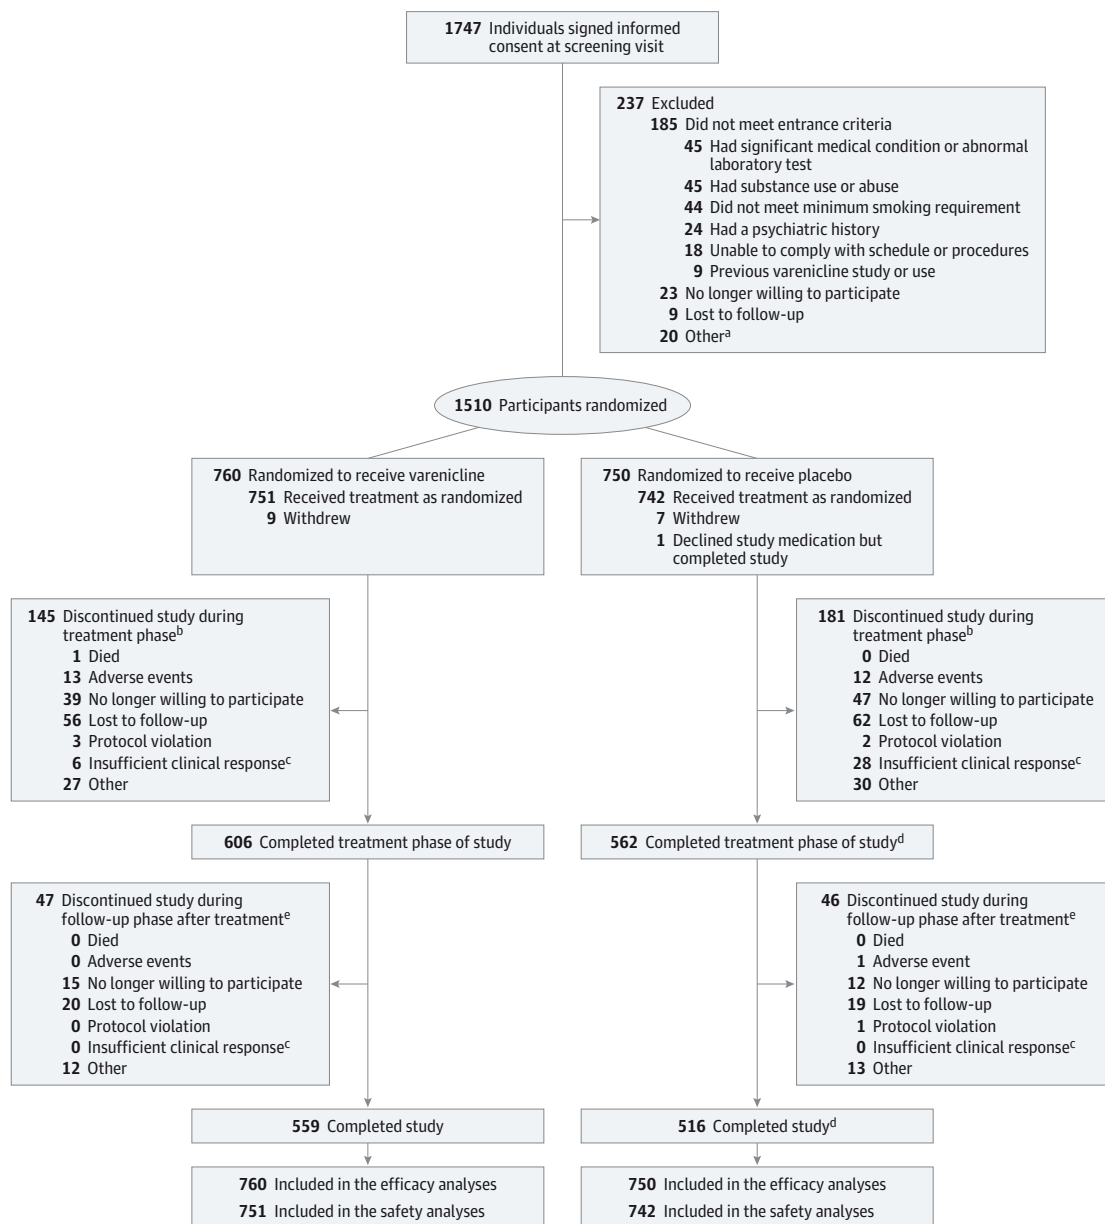 1747 Individuals signed informed
consent at screening visit
237 Excluded
185 Did not meet entrance criteria
45 Had significant medical condition or abnormal
laboratory test
45 Had substance use or abuse
44 Did not meet minimum smoking requirement
24 Had a psychiatric history
18 Unable to comply with schedule or procedures
9 Previous varenicline study or use
23 No longer willing to participate
9 Lost to follow-up
20 Otherᵃ
1510 Participants randomized
760 Randomized to receive varenicline
751 Received treatment as randomized
9 Withdrew
750 Randomized to receive placebo
742 Received treatment as randomized
7 Withdrew
1 Declined study medication but
completed study
145 Discontinued study during
treatment phaseᵇ
1 Died
13 Adverse events
39 No longer willing to participate
56 Lost to follow-up
3 Protocol violation
6 Insufficient clinical responseᶜ
27 Other
181 Discontinued study during
treatment phaseᵇ
0 Died
12 Adverse events
47 No longer willing to participate
62 Lost to follow-up
2 Protocol violation
28 Insufficient clinical responseᶜ
30 Other
606 Completed treatment phase of study
562 Completed treatment phase of studyᵈ
47 Discontinued study during
follow-up phase after treatmentᵉ
0 Died
0 Adverse events
15 No longer willing to participate
20 Lost to follow-up
0 Protocol violation
0 Insufficient clinical responseᶜ
12 Other
46 Discontinued study during
follow-up phase after treatmentᵉ
0 Died
1 Adverse event
12 No longer willing to participate
19 Lost to follow-up
1 Protocol violation
0 Insufficient clinical responseᶜ
13 Other
559 Completed study
516 Completed studyᵈ
760 Included in the efficacy analyses
751 Included in the safety analyses
750 Included in the efficacy analyses
742 Included in the safety analyses